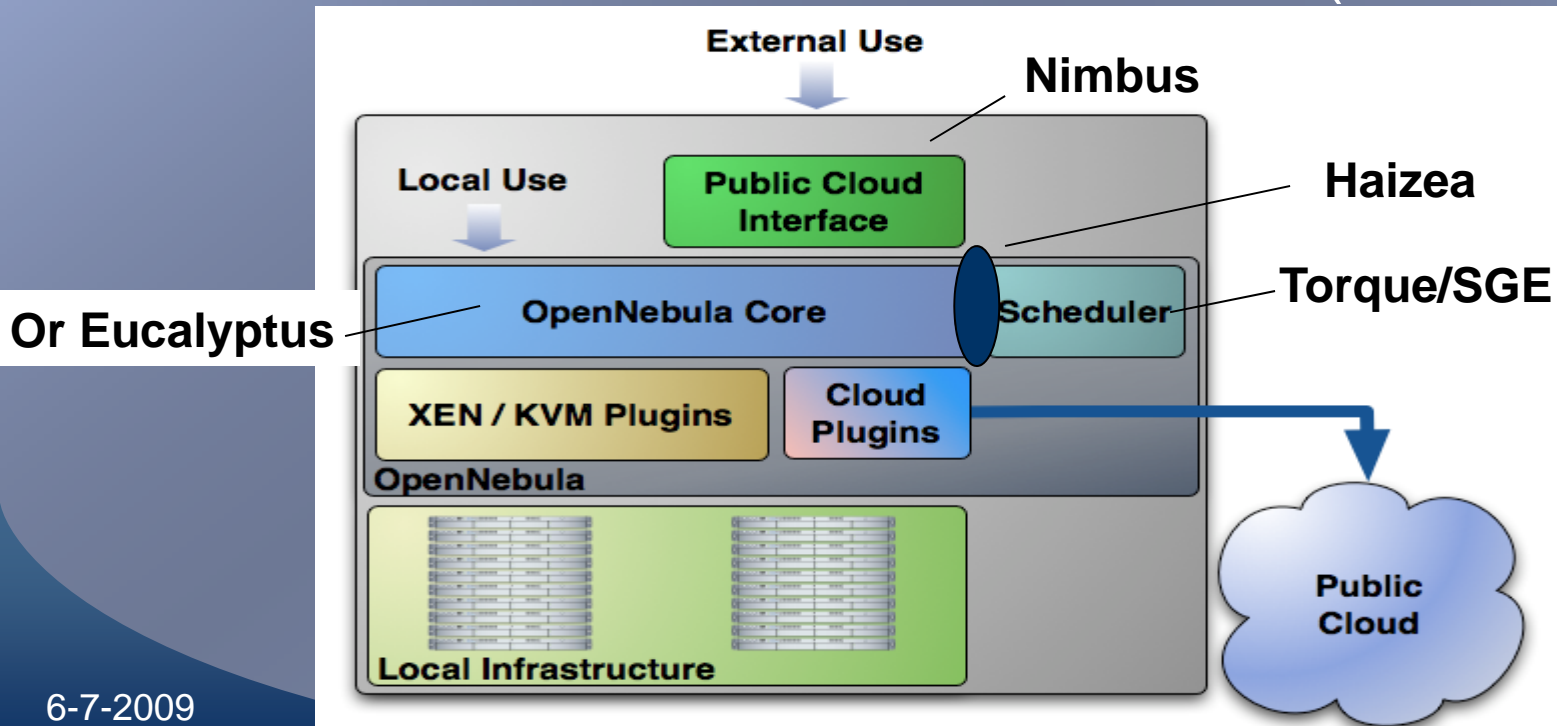 (
External Use
Nimbus
Local Use
Public Cloud
Interface
Haizea
OpenNebula Core
Scheduler
Torque/SGE
Or Eucalyptus
XEN / KVM Plugins
Cloud
Plugins
OpenNebula
Public
Cloud
Local Infrastructure
6-7-2009